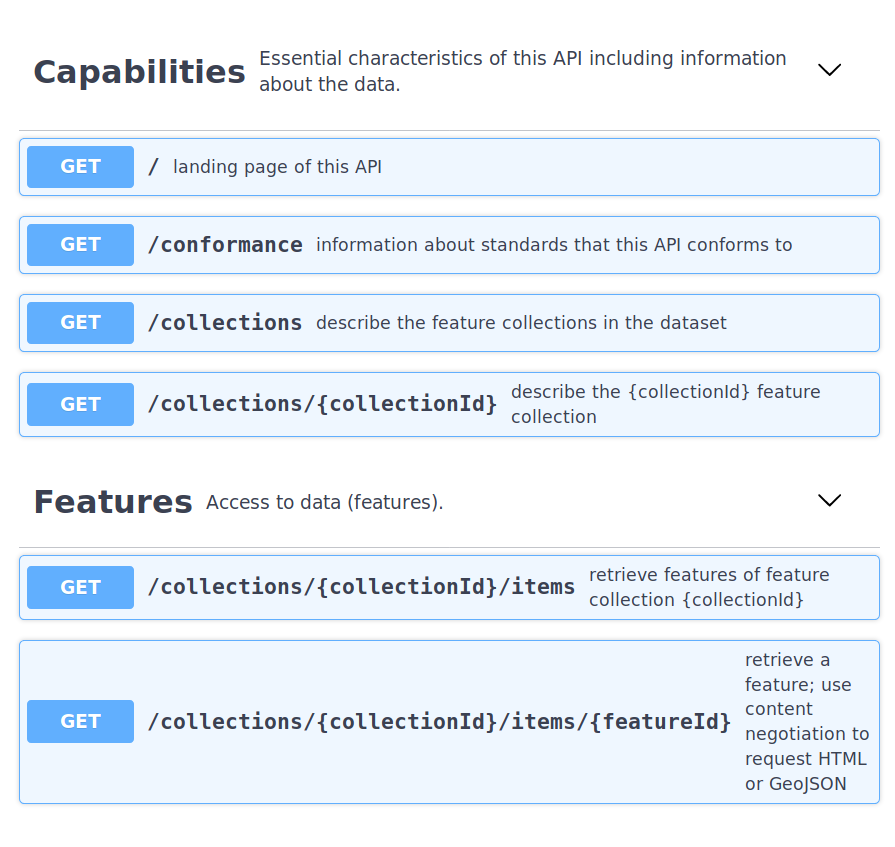 Capabilities Essential characteristics of this API including information
about the data.
GET / landing page of this API
GET /conformance information about standards that this API conforms to
GET /collections describe the feature collections in the dataset
GET /collections/{collectionId} describe the {collectionId} feature
collection
Features Access to data (features).
GET /collections/{collectionId}/items retrieve features of feature
collection {collectionId}
GET /collections/{collectionId}/items/{featureId} retrieve a
feature; use
content
negotiation to
request HTML
or GeoJSON